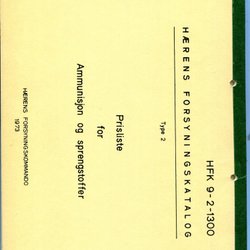 HFK 9-2-1300
HÆRENS FORSYNINGSKATALOG
Type 2
Prisliste
for
Ammunisjon og sprengstoffer
HÆRENS FORSYNINGSKOMMANDO
1973